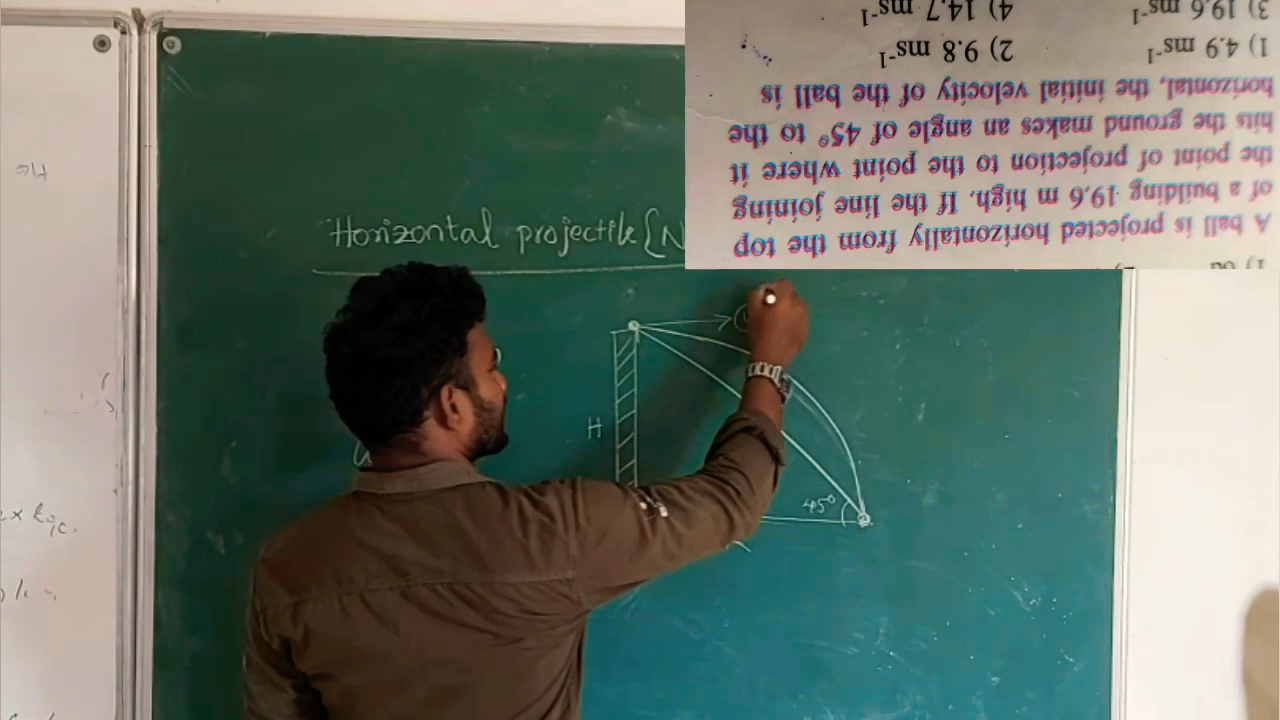 Horizontal projectile {N
H
45°
A ball is projected horizontally from the top
of a building 19.6 m high. If the line joining
the point of projection to the point where it
hits the ground makes an angle of 45° to the
horizontal, the initial velocity of the ball is
1) 4.9 ms⁻¹ 2) 9.8 ms⁻¹
3) 19.6 ms⁻¹ 4) 14.7 ms⁻¹